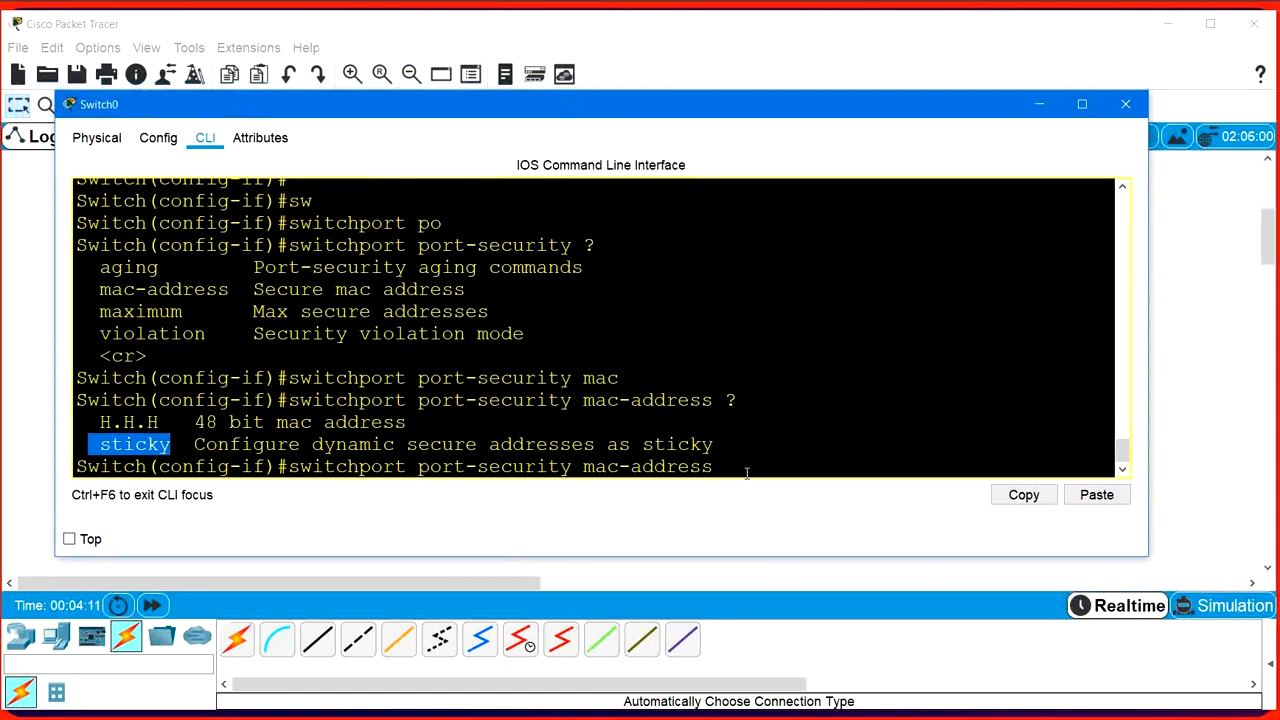 Cisco Packet Tracer
File Edit Options View Tools Extensions Help
Switch0
Log
02:06:00
Physical Config CLI Attributes
IOS Command Line Interface
Switch(config-if)#
Switch(config-if)#sw
Switch(config-if)#switchport po
Switch(config-if)#switchport port-security ?
aging Port-security aging commands
mac-address Secure mac address
maximum Max secure addresses
violation Security violation mode
<cr>
Switch(config-if)#switchport port-security mac
Switch(config-if)#switchport port-security mac-address ?
H.H.H 48 bit mac address
sticky Configure dynamic secure addresses as sticky
Switch(config-if)#switchport port-security mac-address
Ctrl+F6 to exit CLI focus
Copy Paste
Top
Time: 00:04:11
Realtime Simulation
Automatically Choose Connection Type